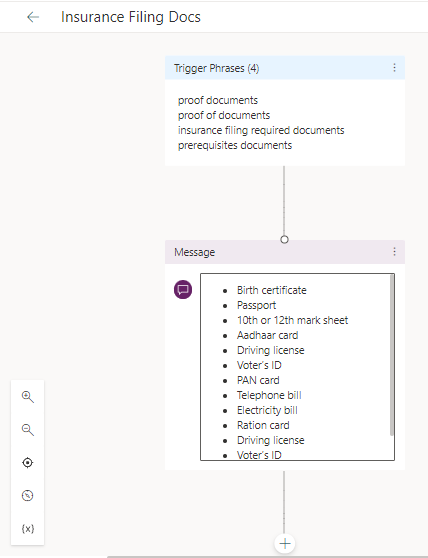 Insurance Filing Docs
Trigger Phrases (4)
proof documents
proof of documents
insurance filing required documents
prerequisites documents
Message
Birth certificate
Passport
10th or 12th mark sheet
Aadhaar card
Driving license
Voter's ID
PAN card
Telephone bill
Electricity bill
Ration card
Driving license
Voter's ID
{x}